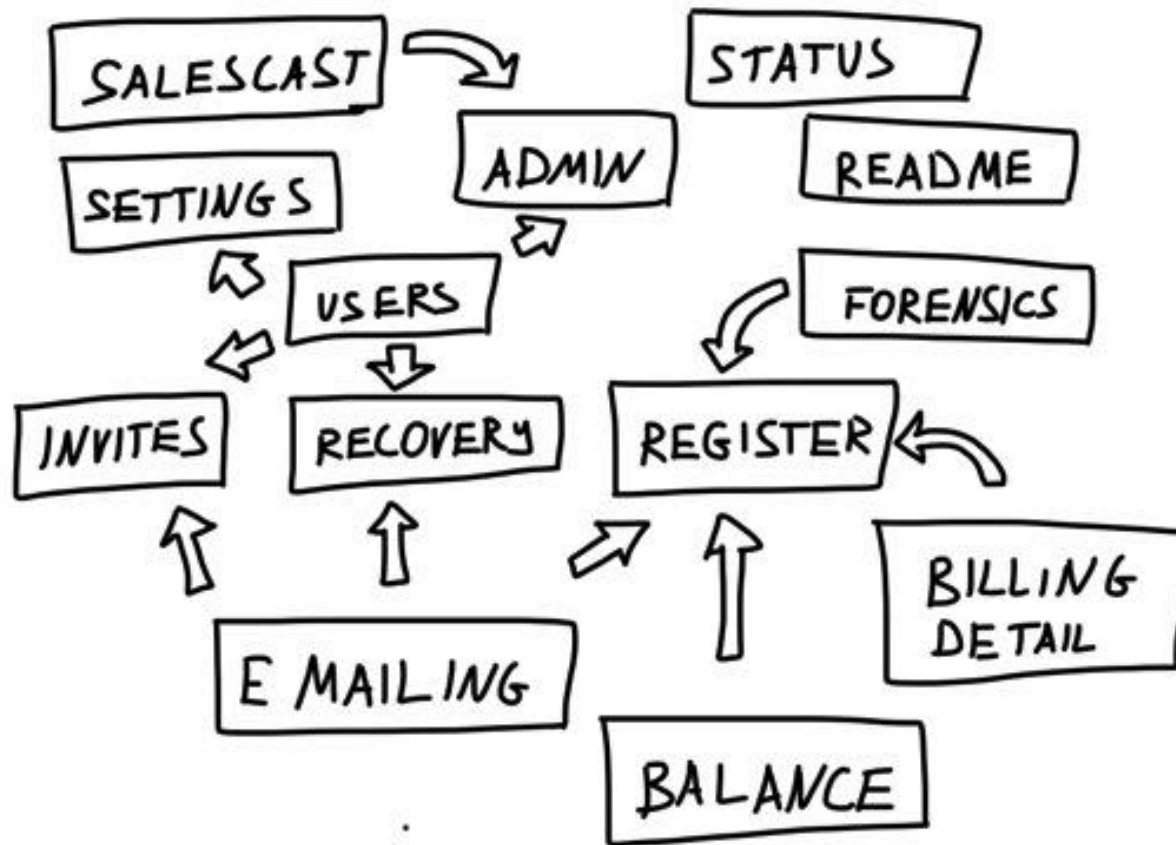 SALESCAST
STATUS
ADMIN
README
SETTINGS
USERS
FORENSICS
INVITES
RECOVERY
REGISTER
BILLING
DETAIL
E MAILING
BALANCE